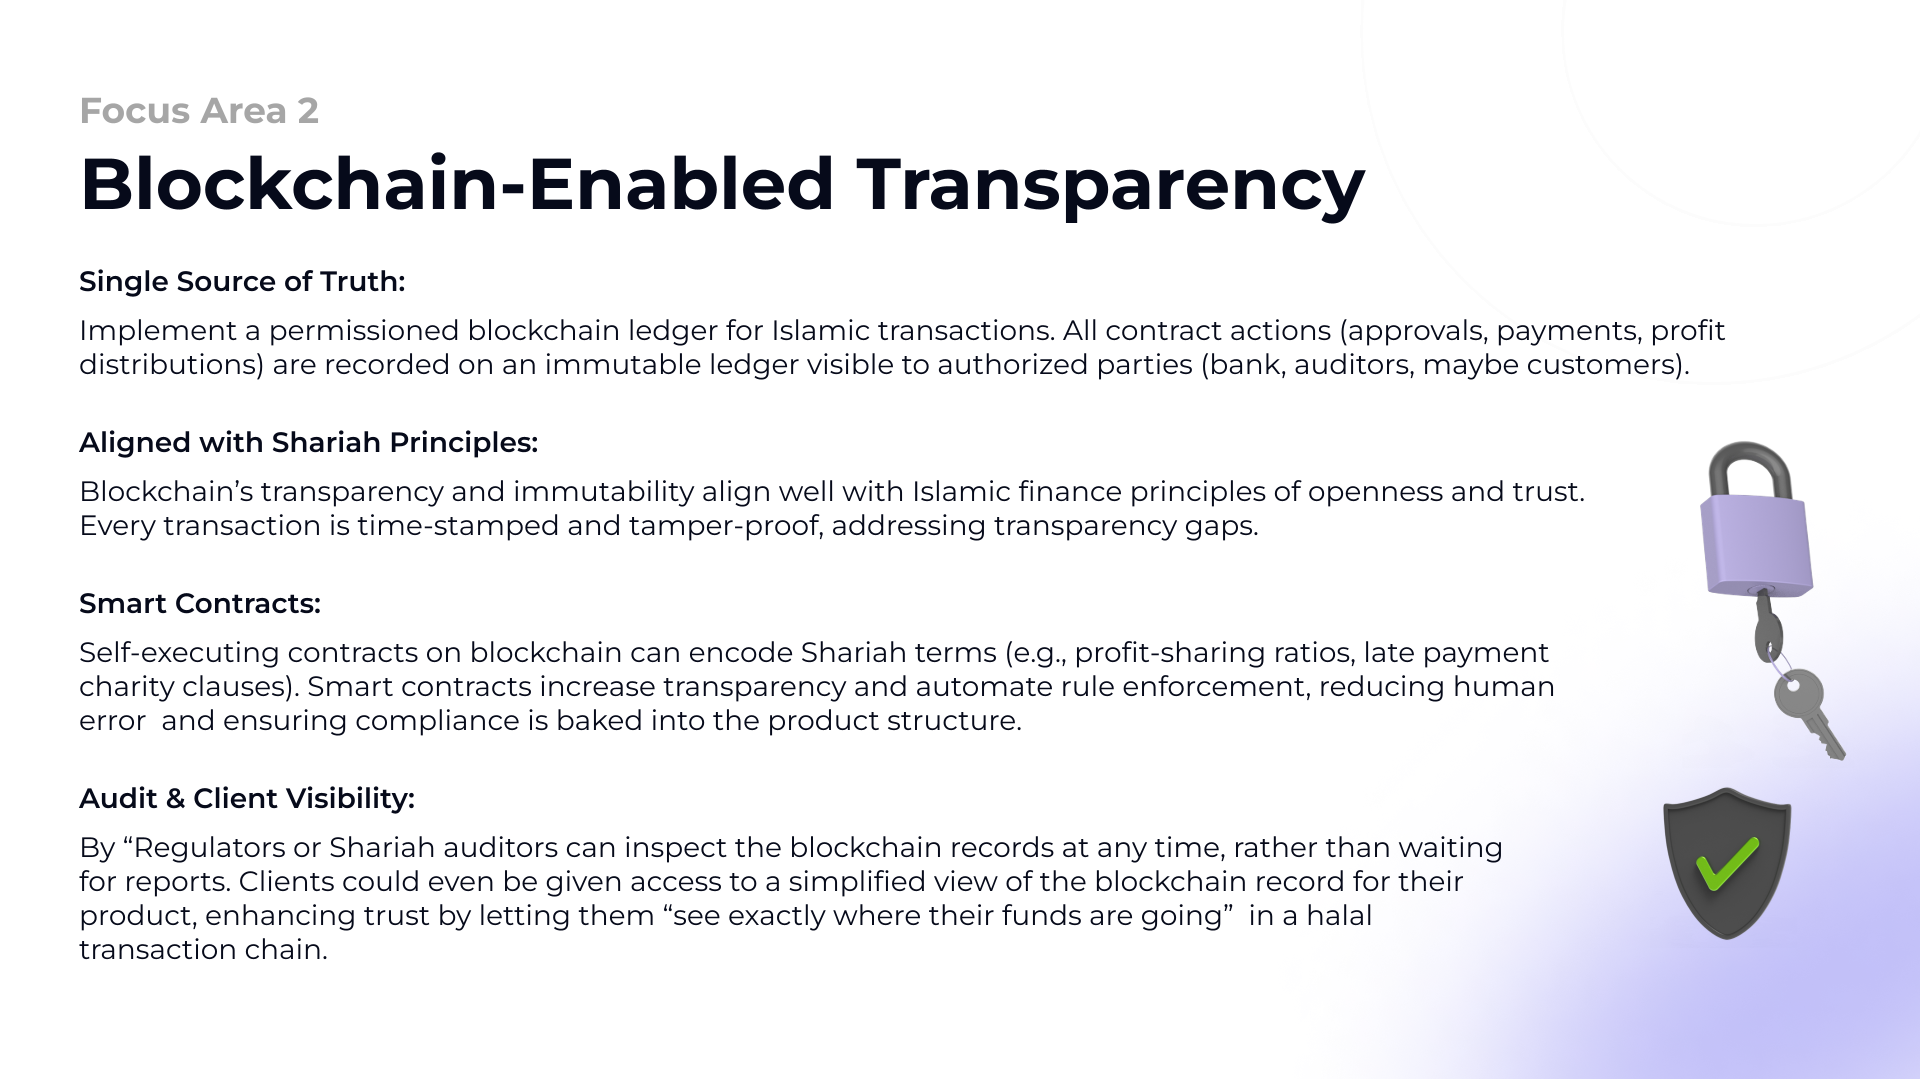 Focus Area 2
Blockchain-Enabled Transparency
Single Source of Truth:
Implement a permissioned blockchain ledger for Islamic transactions. All contract actions (approvals, payments, profit
distributions) are recorded on an immutable ledger visible to authorized parties (bank, auditors, maybe customers).
Aligned with Shariah Principles:
Blockchain’s transparency and immutability align well with Islamic finance principles of openness and trust.
Every transaction is time-stamped and tamper-proof, addressing transparency gaps.
Smart Contracts:
Self-executing contracts on blockchain can encode Shariah terms (e.g., profit-sharing ratios, late payment
charity clauses). Smart contracts increase transparency and automate rule enforcement, reducing human
error  and ensuring compliance is baked into the product structure.
Audit & Client Visibility:
By “Regulators or Shariah auditors can inspect the blockchain records at any time, rather than waiting
for reports. Clients could even be given access to a simplified view of the blockchain record for their
product, enhancing trust by letting them “see exactly where their funds are going”  in a halal
transaction chain.